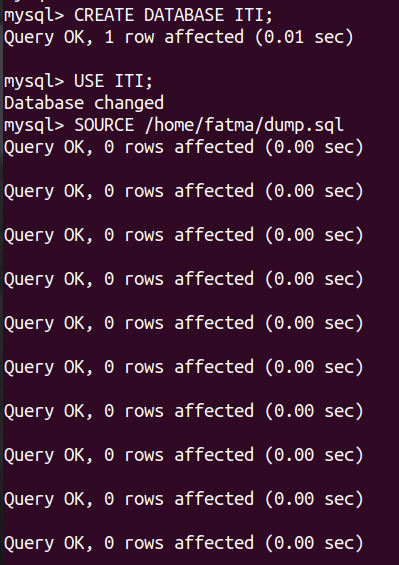 mysql> CREATE DATABASE ITI;
Query OK, 1 row affected (0.01 sec)
mysql> USE ITI;
Database changed
mysql> SOURCE /home/fatma/dump.sql
Query OK, 0 rows affected (0.00 sec)
Query OK, 0 rows affected (0.00 sec)
Query OK, 0 rows affected (0.00 sec)
Query OK, 0 rows affected (0.00 sec)
Query OK, 0 rows affected (0.00 sec)
Query OK, 0 rows affected (0.00 sec)
Query OK, 0 rows affected (0.00 sec)
Query OK, 0 rows affected (0.00 sec)
Query OK, 0 rows affected (0.00 sec)
Query OK, 0 rows affected (0.00 sec)